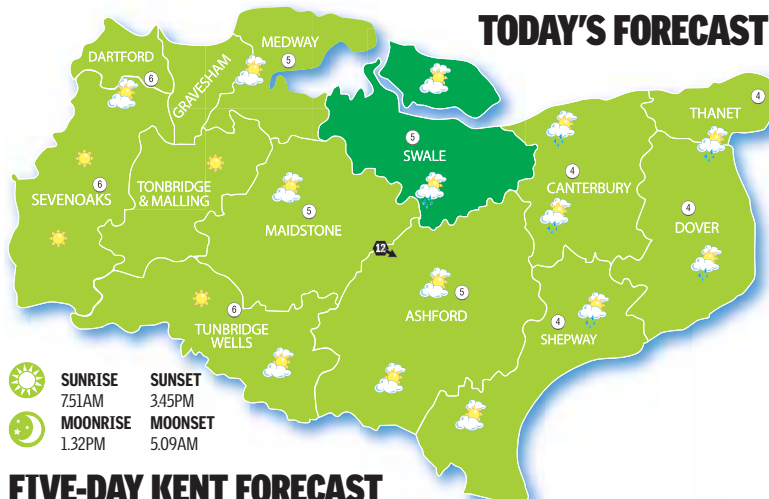 TODAY'S FORECAST
MEDWAY
5
DARTFORD
6
GRAVESHAM
4
THANET
5
SWALE
4
CANTERBURY
6
SEVENOAKS
TONBRIDGE
& MALLING
5
MAIDSTONE
4
DOVER
12
5
ASHFORD
6
TUNBRIDGE
WELLS
4
SHEPWAY
SUNRISE SUNSET
7.51AM 3.45PM
MOONRISE MOONSET
1.32PM 5.09AM
FIVE-DAY KENT FORECAST